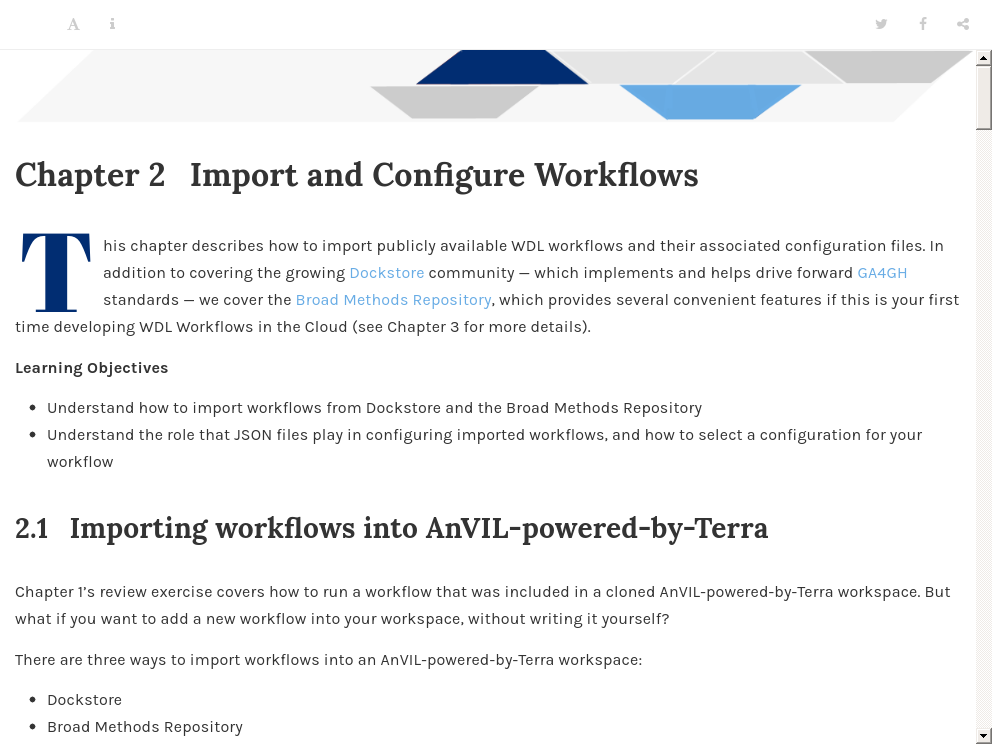 Chapter 2 Import and Configure Workflows
This chapter describes how to import publicly available WDL workflows and their associated configuration files. In
addition to covering the growing Dockstore community — which implements and helps drive forward GA4GH
standards — we cover the Broad Methods Repository, which provides several convenient features if this is your first
time developing WDL Workflows in the Cloud (see Chapter 3 for more details).
Learning Objectives
• Understand how to import workflows from Dockstore and the Broad Methods Repository
• Understand the role that JSON files play in configuring imported workflows, and how to select a configuration for your
workflow
2.1 Importing workflows into AnVIL-powered-by-Terra
Chapter 1’s review exercise covers how to run a workflow that was included in a cloned AnVIL-powered-by-Terra workspace. But
what if you want to add a new workflow into your workspace, without writing it yourself?
There are three ways to import workflows into an AnVIL-powered-by-Terra workspace:
• Dockstore
• Broad Methods Repository